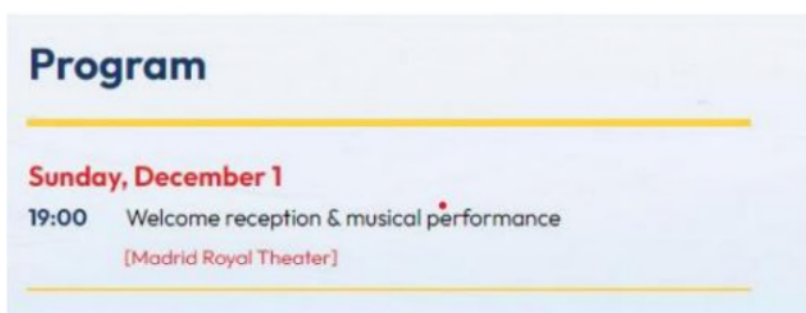 Program
Sunday, December 1
19:00 Welcome reception & musical performance
[Madrid Royal Theater]